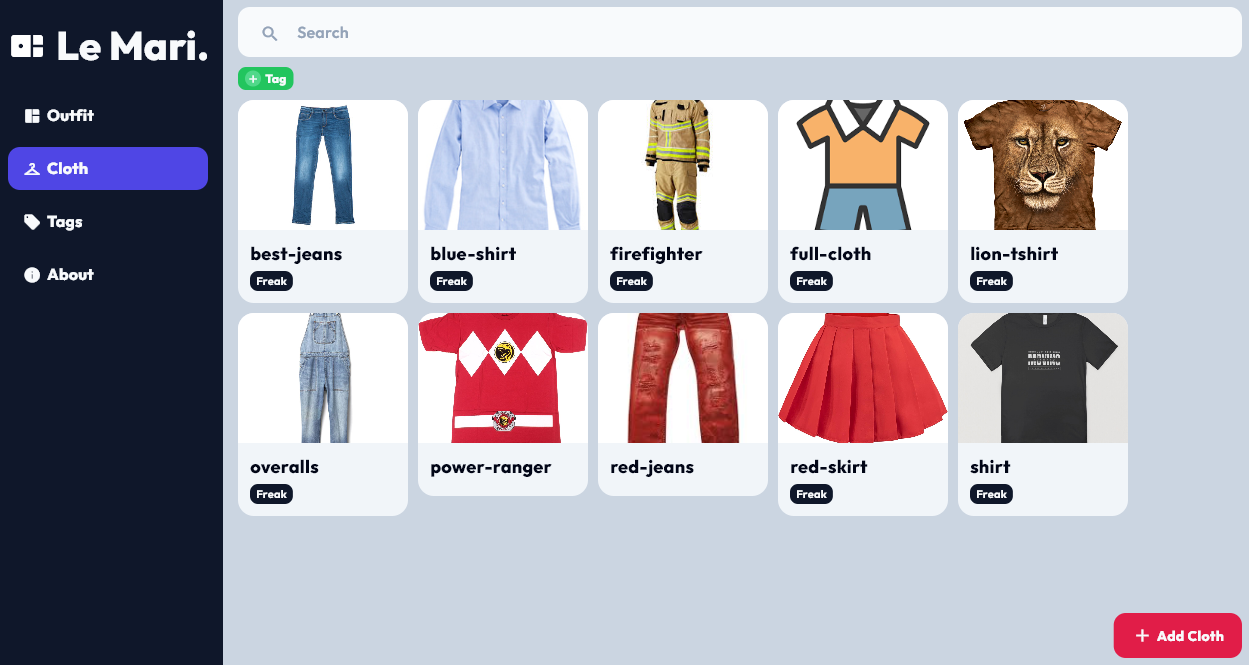 Le Mari.
Outfit
Cloth
Tags
About
Search
Tag
best-jeans
Freak
blue-shirt
Freak
firefighter
Freak
full-cloth
Freak
lion-tshirt
Freak
overalls
Freak
power-ranger
red-jeans
red-skirt
Freak
shirt
Freak
Add Cloth